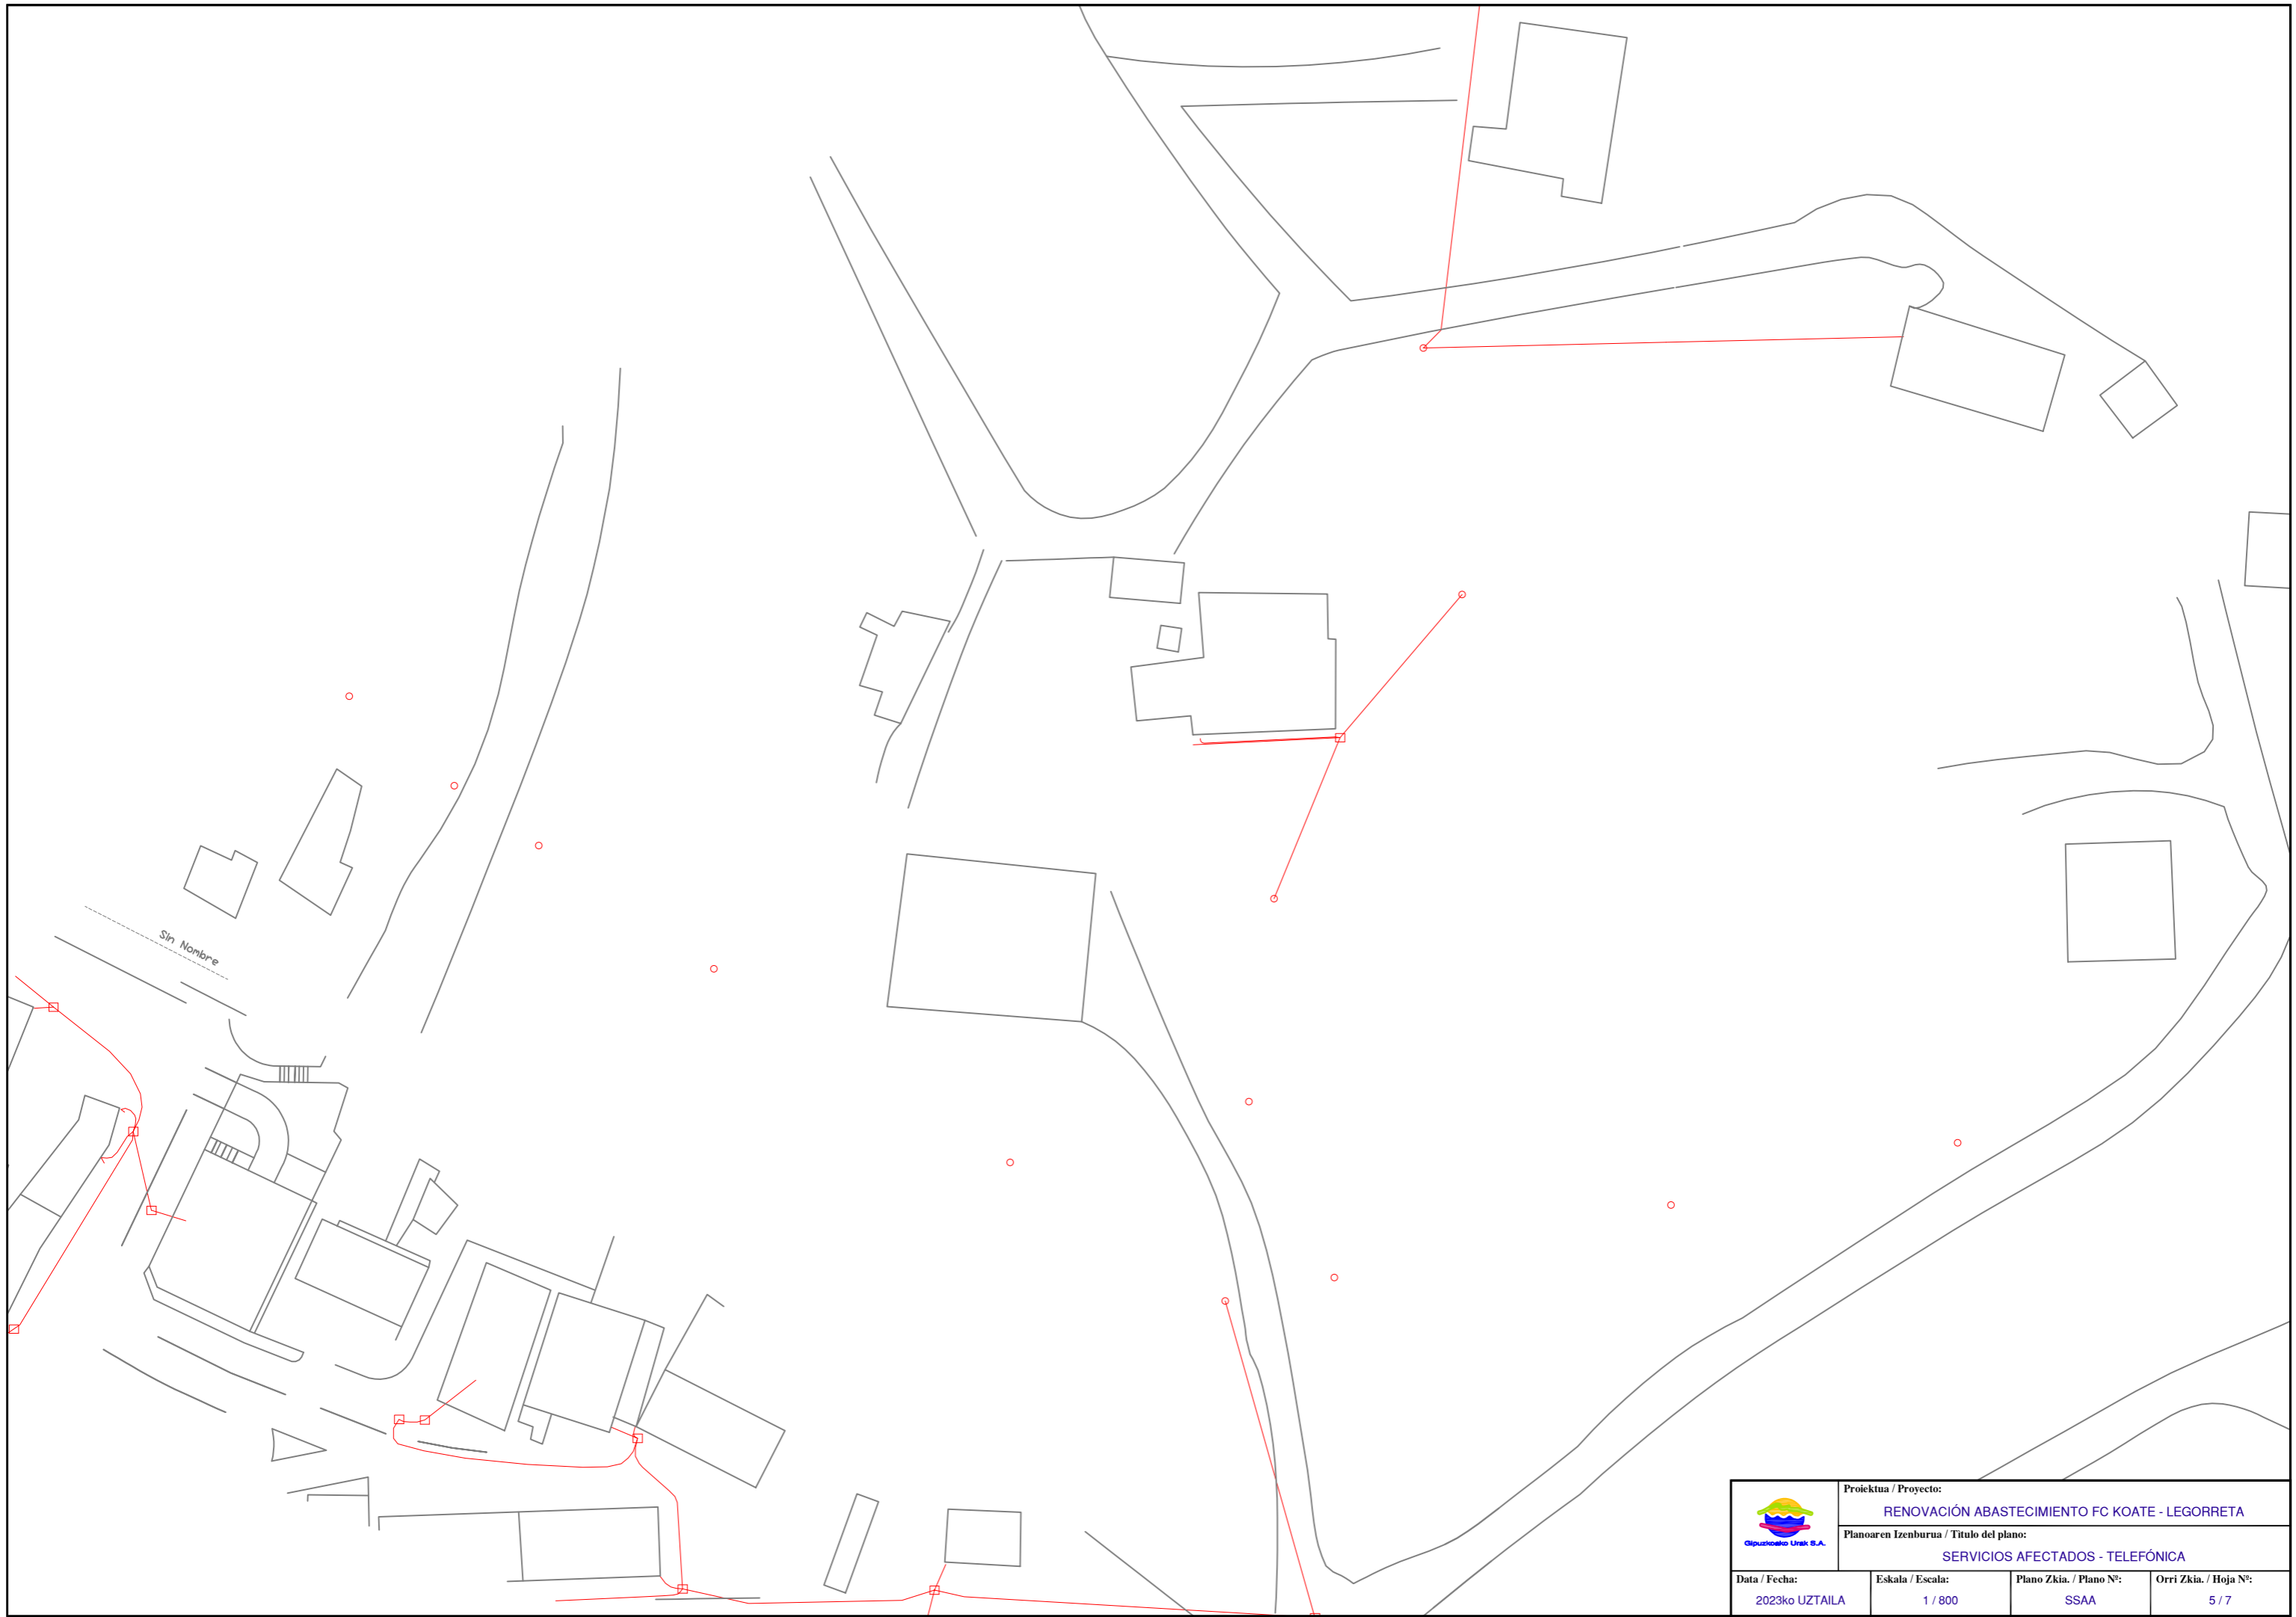 Sin Nombre
Gipuzkoako Urak S.A.
Proiektua / Proyecto:
RENOVACIÓN ABASTECIMIENTO FC KOATE - LEGORRETA
Planoaren Izenburua / Titulo del plano:
SERVICIOS AFECTADOS - TELEFÓNICA
Data / Fecha:
2023ko UZTAILA
Eskala / Escala:
1 / 800
Plano Zkia. / Plano Nº:
SSAA
Orri Zkia. / Hoja Nº:
5 / 7